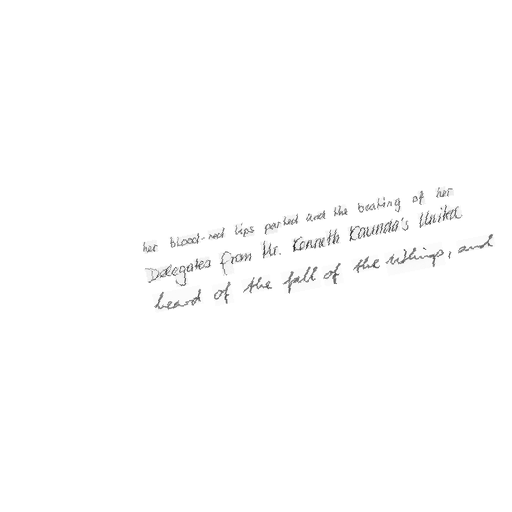 her blood-red lips parted and the beating of her
Delegates from Mr. Kenneth Kaunda's United
heard of the fall of the Vikings, and